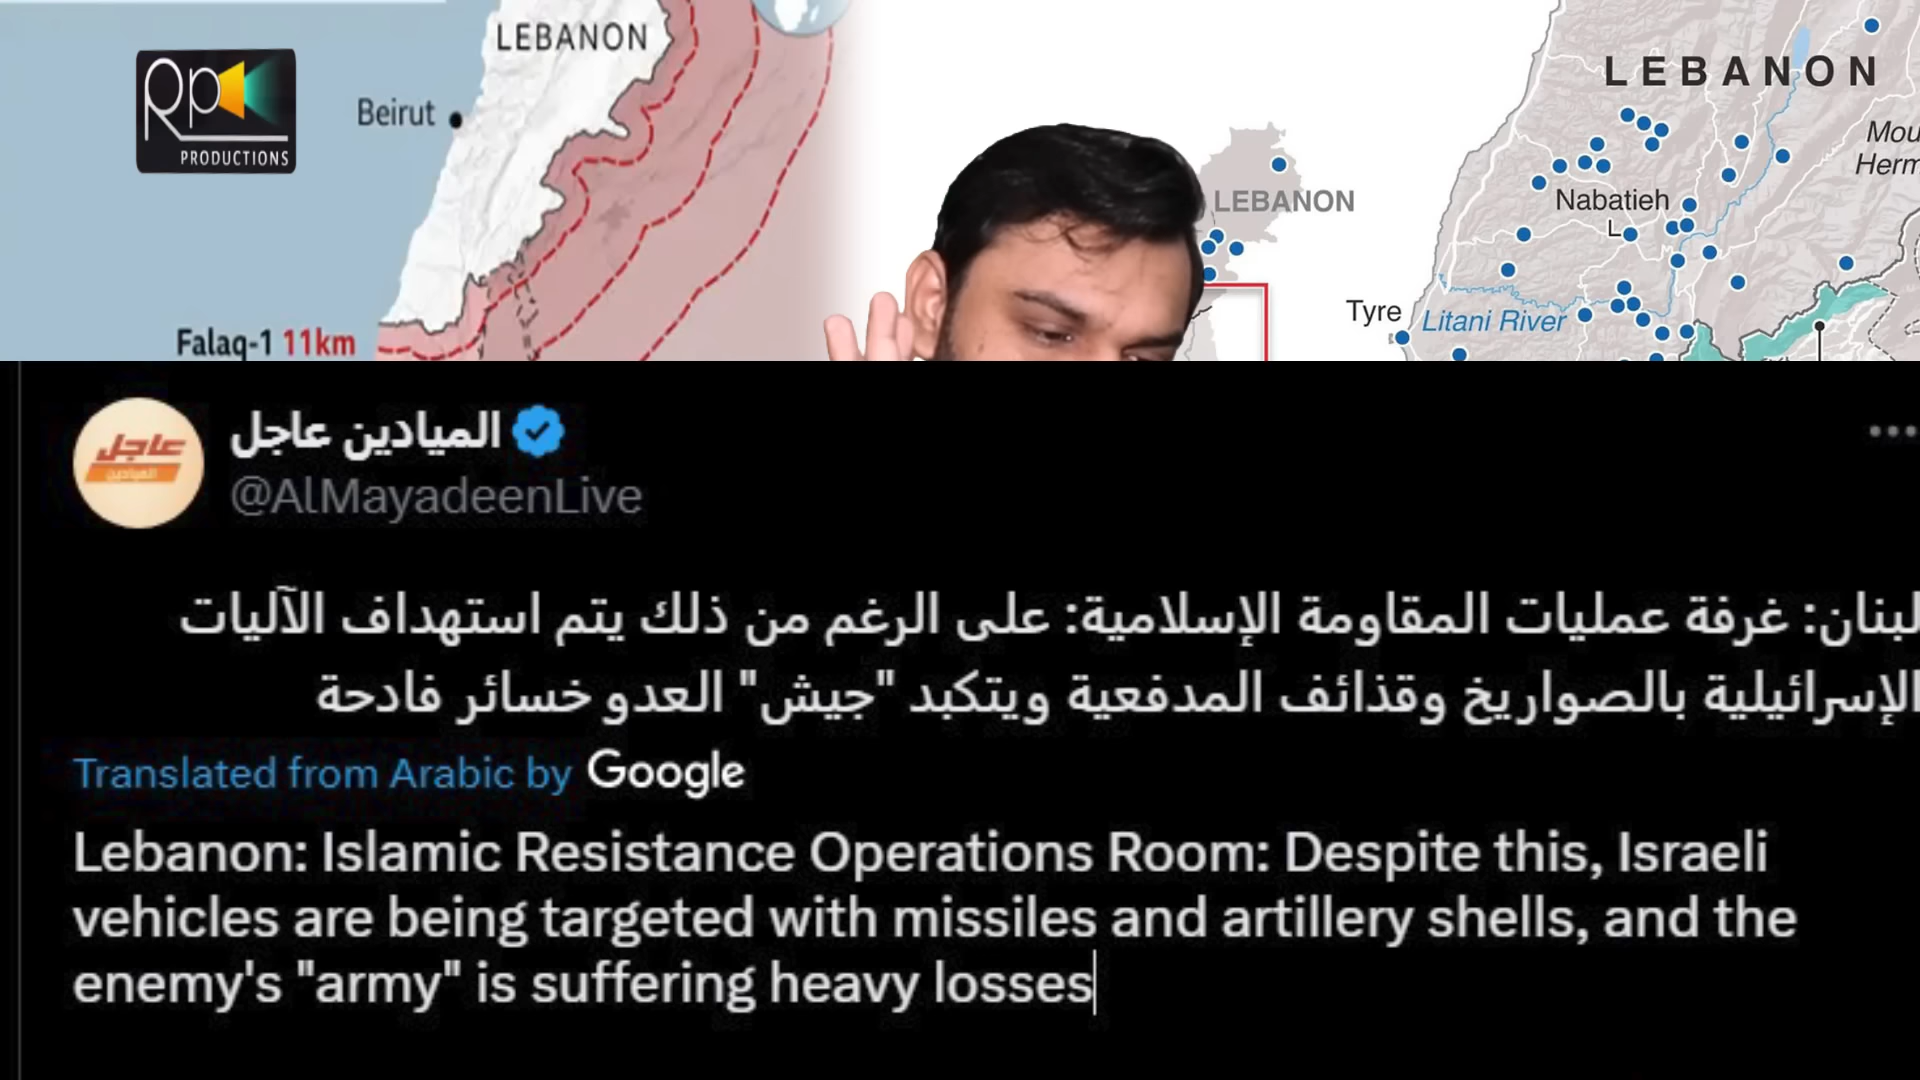 LEBANON
Rp
PRODUCTIONS
Beirut
Falaq-1 11km
LEBANON
LEBANON
Nabatieh
Tyre
Litani River
الميادين عاجل
@AlMayadeenLive
عاجل
الميادين
لبنان: غرفة عمليات المقاومة الإسلامية: على الرغم من ذلك يتم استهداف الآليات
الإسرائيلية بالصواريخ وقذائف المدفعية ويتكبد "جيش" العدو خسائر فادحة
Translated from Arabic by Google
Lebanon: Islamic Resistance Operations Room: Despite this, Israeli
vehicles are being targeted with missiles and artillery shells, and the
enemy's "army" is suffering heavy losses